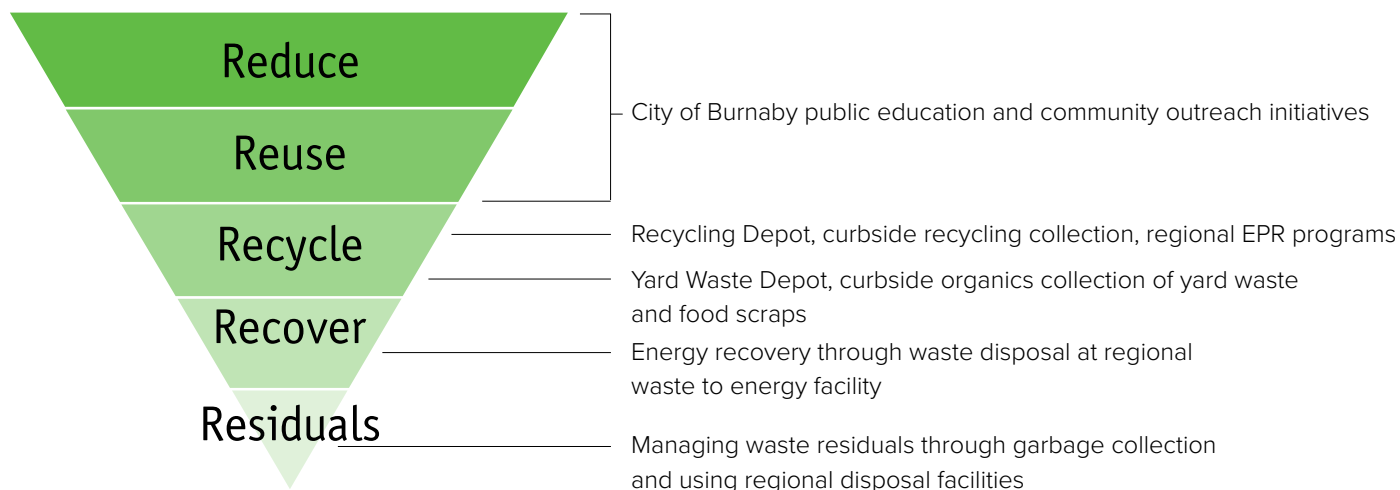 Reduce
Reuse
Recycle
Recover
Residuals
City of Burnaby public education and community outreach initiatives
Recycling Depot, curbside recycling collection, regional EPR programs
Yard Waste Depot, curbside organics collection of yard waste
and food scraps
Energy recovery through waste disposal at regional
waste to energy facility
Managing waste residuals through garbage collection
and using regional disposal facilities